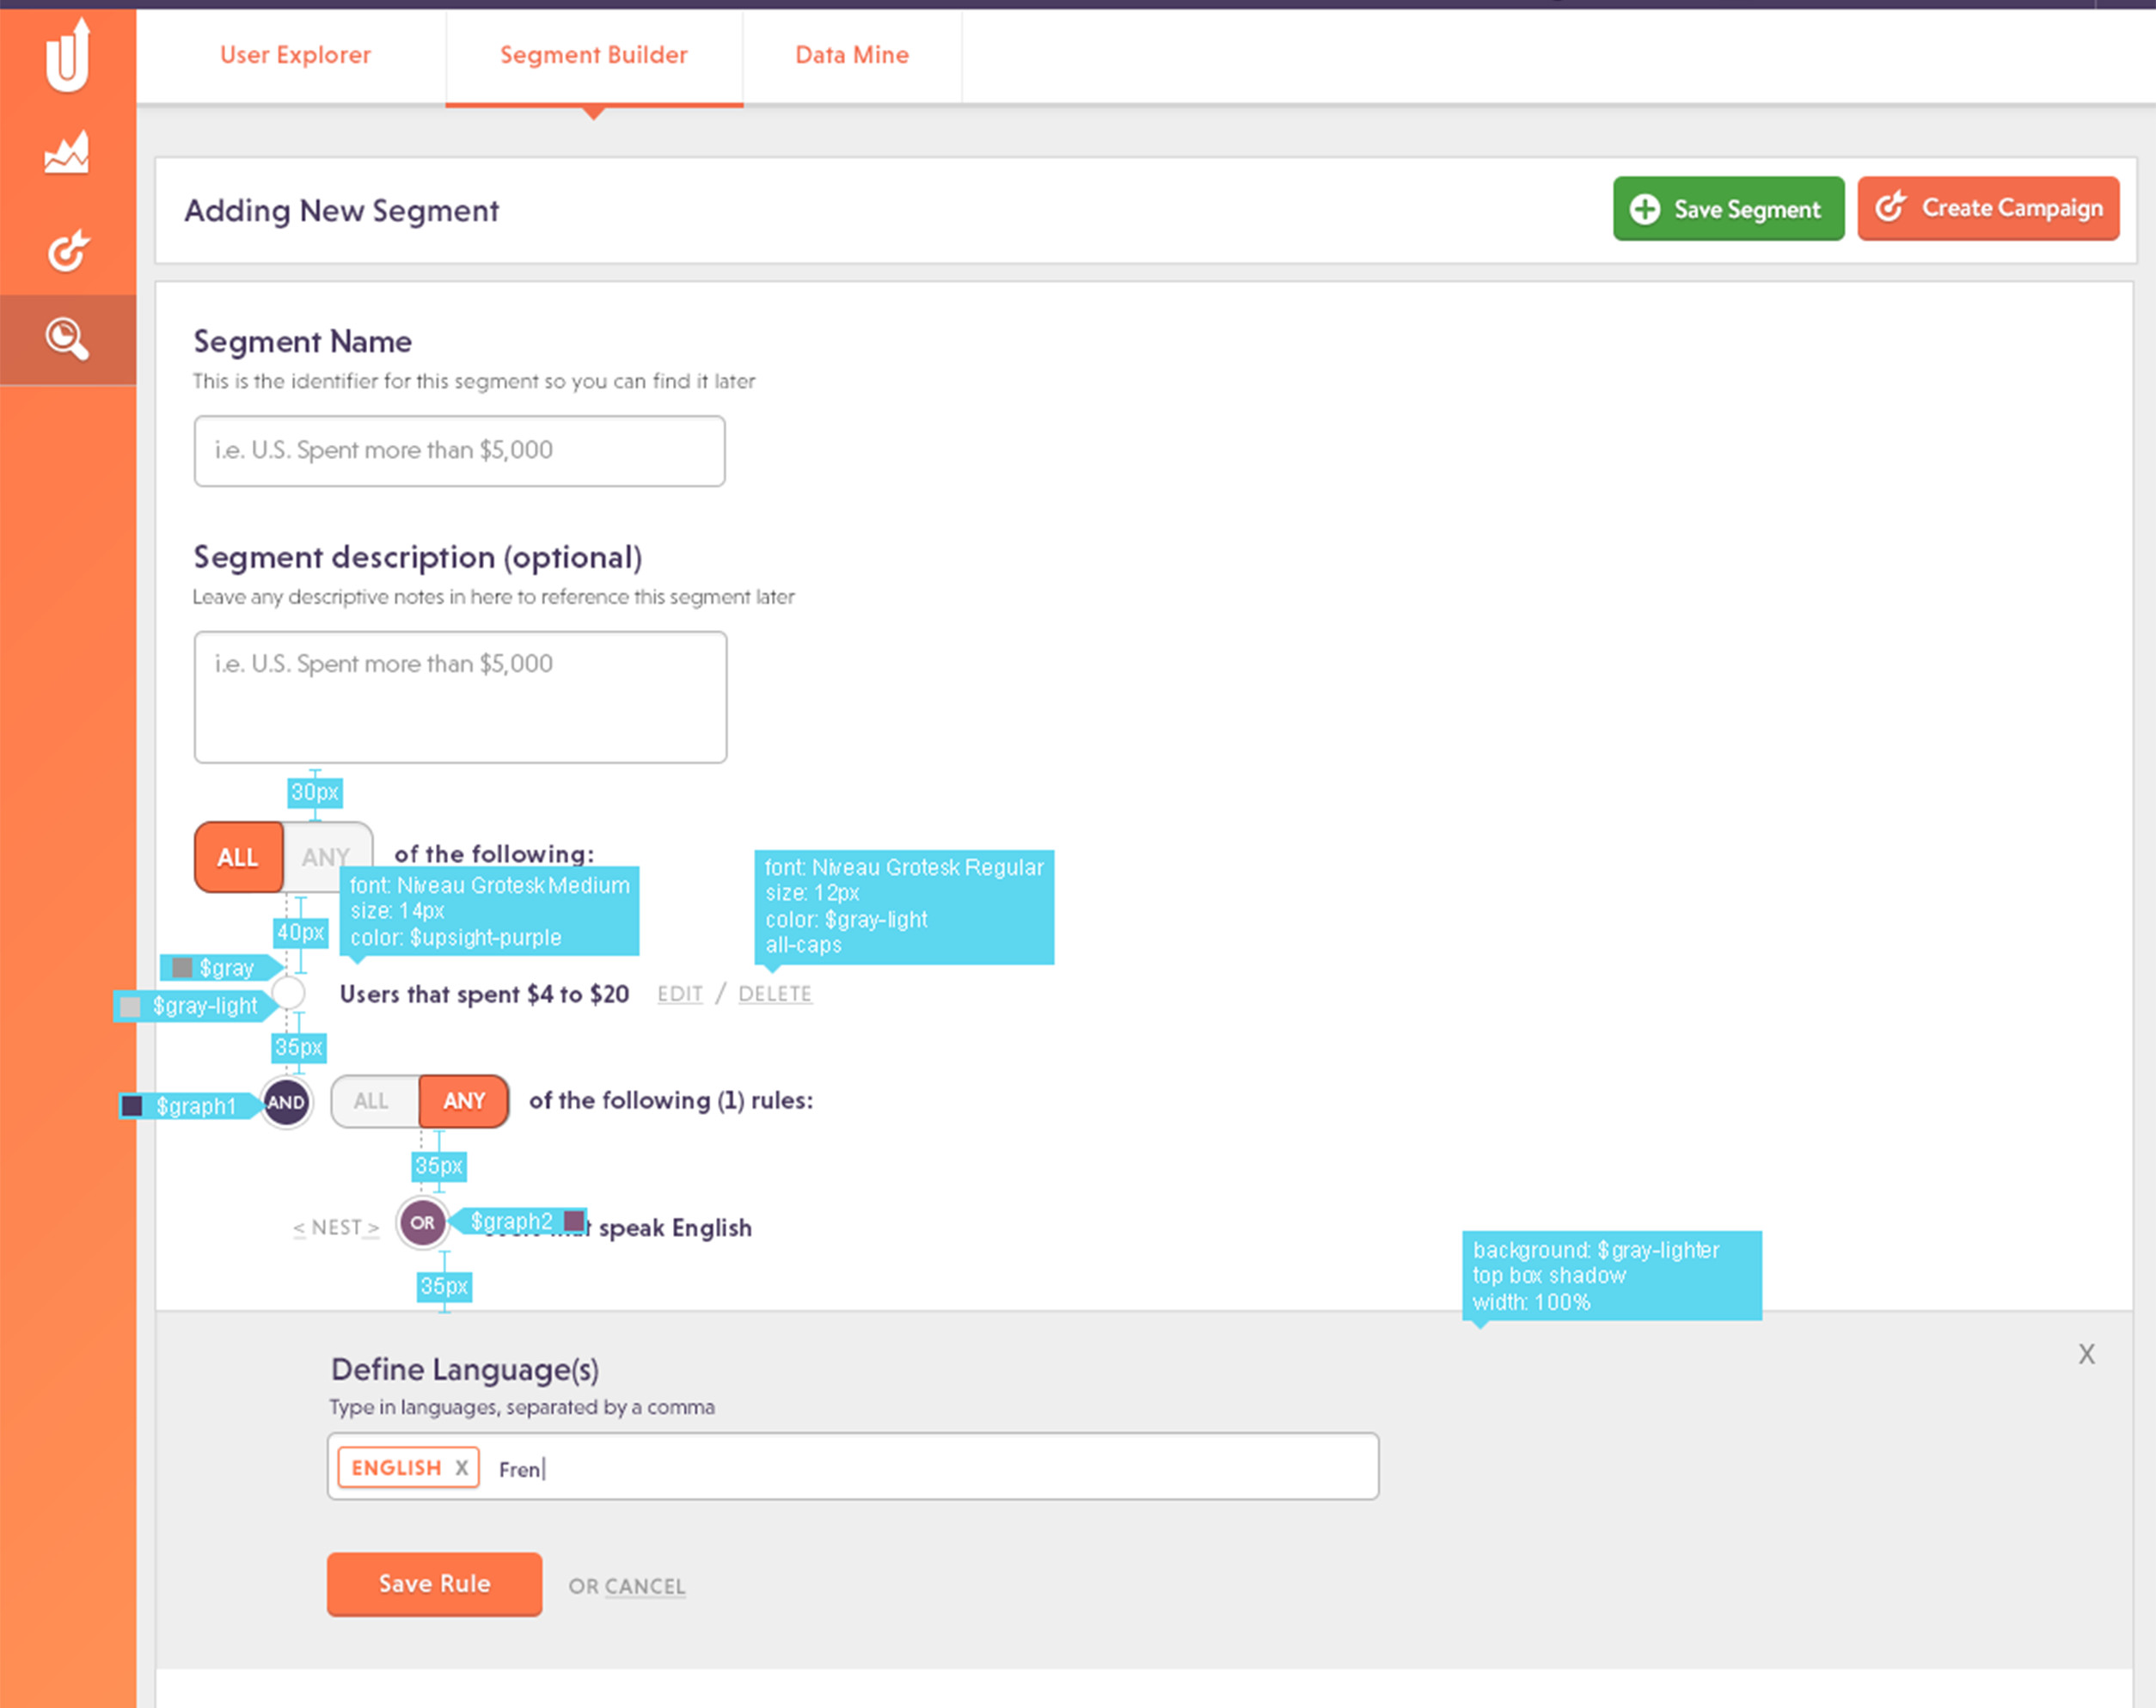 User Explorer
Segment Builder
Data Mine
Adding New Segment
Save Segment
Create Campaign
Segment Name
This is the identifier for this segment so you can find it later
i.e. U.S. Spent more than $5,000
Segment description (optional)
Leave any descriptive notes in here to reference this segment later
i.e. U.S. Spent more than $5,000
30px
ALL ANY of the following:
font: Niveau Grotesk Medium
size: 14px
color: $upsight-purple
font: Niveau Grotesk Regular
size: 12px
color: $gray-light
all-caps
40px
$gray
$gray-light
Users that spent $4 to $20 EDIT / DELETE
35px
$graph1
AND ALL ANY of the following (1) rules:
35px
< NEST > OR $graph2 speak English
35px
background: $gray-lighter
top box shadow
width: 100%
X
Define Language(s)
Type in languages, separated by a comma
ENGLISH X Fren
Save Rule OR CANCEL